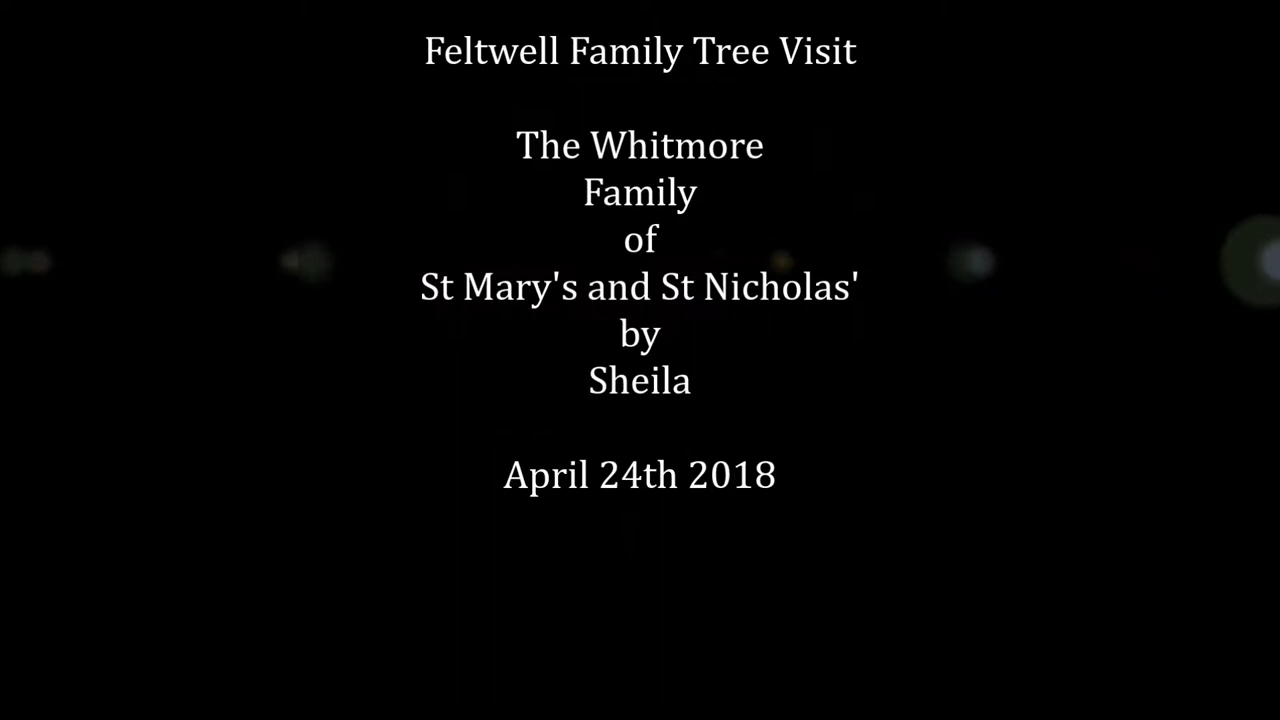 Feltwell Family Tree Visit
The Whitmore
Family
of
St Mary's and St Nicholas'
by
Sheila
April 24th 2018